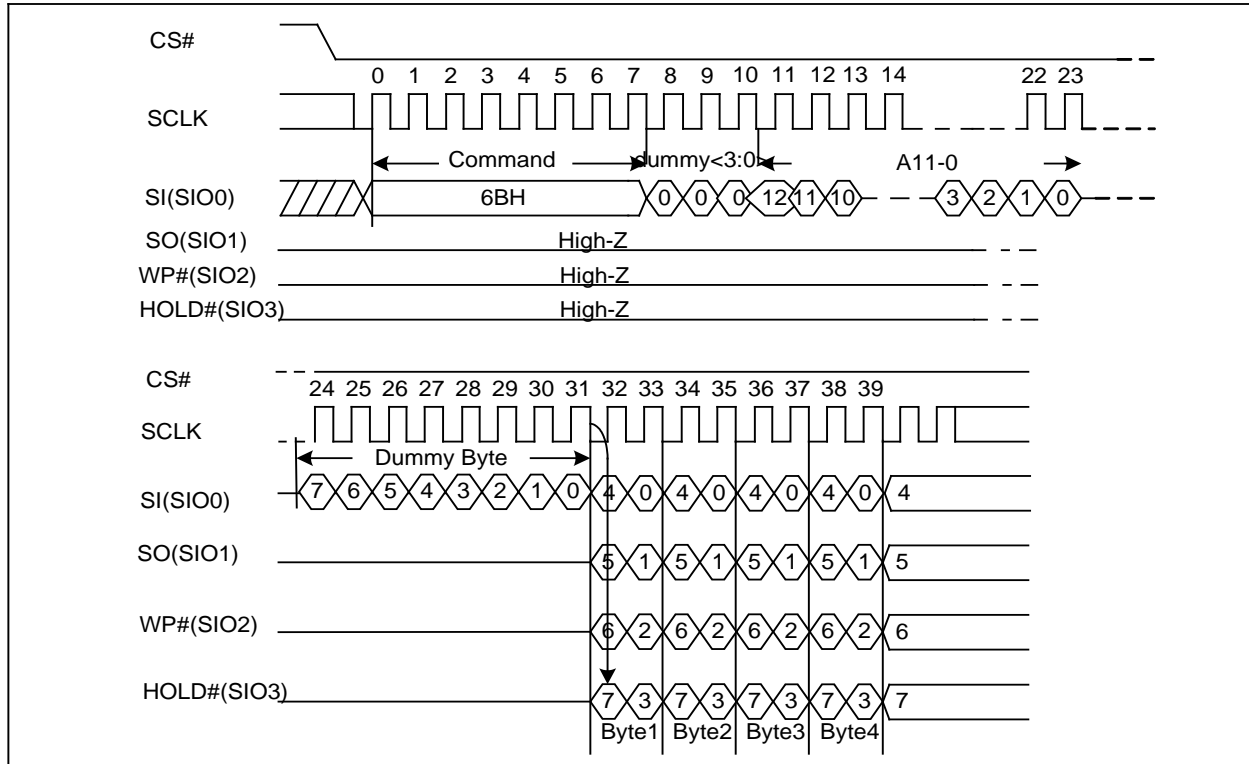 CS#
0 1 2 3 4 5 6 7 8 9 10 11 12 13 14 22 23
SCLK
Command dummy<3:0> A11-0
SI(SIO0) 6BH 0 0 0 12 11 10 3 2 1 0
SO(SIO1) High-Z
WP#(SIO2) High-Z
HOLD#(SIO3) High-Z
CS#
24 25 26 27 28 29 30 31 32 33 34 35 36 37 38 39
SCLK
Dummy Byte
SI(SIO0) 7 6 5 4 3 2 1 0 4 0 4 0 4 0 4 0 4
SO(SIO1) 5 1 5 1 5 1 5 1 5
WP#(SIO2) 6 2 6 2 6 2 6 2 6
HOLD#(SIO3) 7 3 7 3 7 3 7 3 7
Byte1 Byte2 Byte3 Byte4